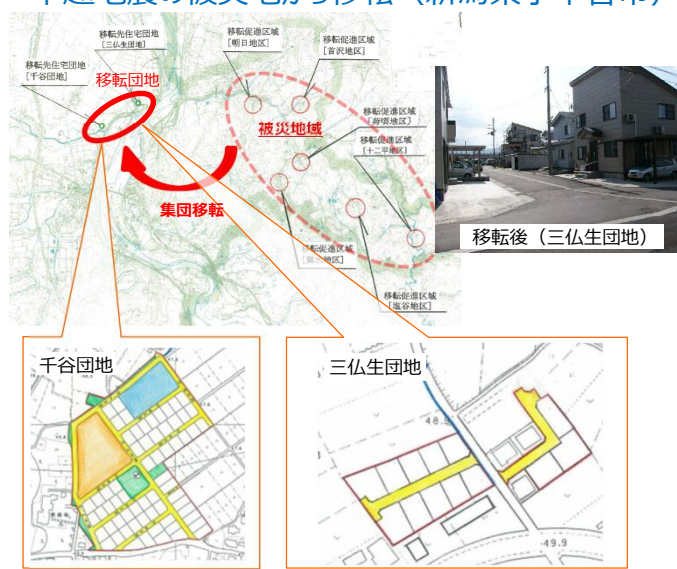 中越地震の被災地から移転（新潟県小千谷市）
移転先住宅団地
［三仏生団地］
移転促進区域
［朝日地区］
移転促進区域
［首沢地区］
移転先住宅団地
［千谷団地］
移転団地
移転促進区域
［荷頃地区］
被災地域
移転促進区域
［十二平地区］
集団移転
移転促進区域
移転促進区域
［塩谷地区］
移転後（三仏生団地）
千谷団地
三仏生団地
49.9